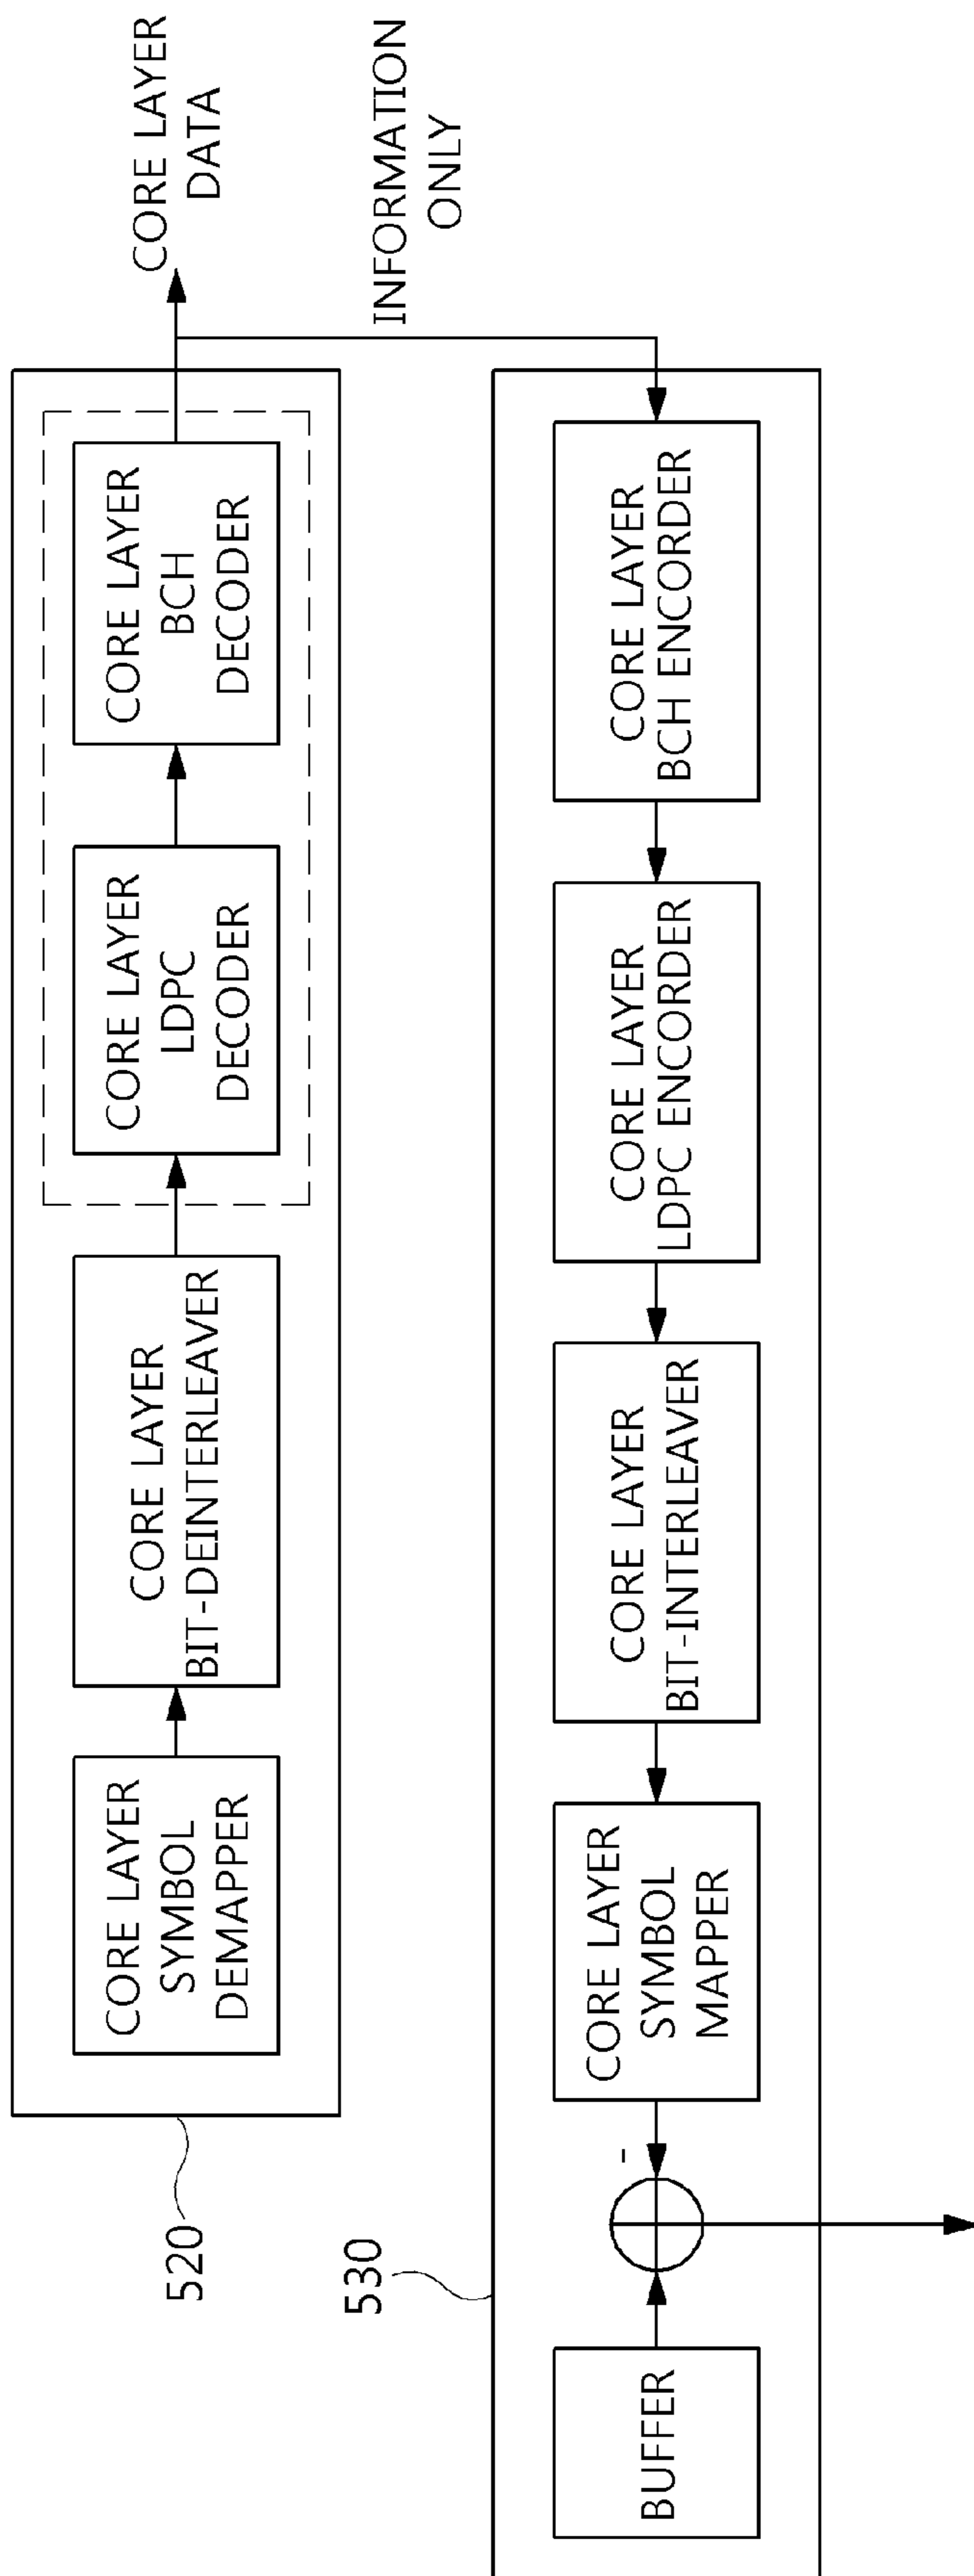 520
CORE LAYER
SYMBOL
DEMAPPER
CORE LAYER
BIT-DEINTERLEAVER
CORE LAYER
LDPC
DECODER
CORE LAYER
BCH
DECODER
CORE LAYER
DATA
INFORMATION
ONLY
530
BUFFER
-
CORE LAYER
SYMBOL
MAPPER
CORE LAYER
BIT-INTERLEAVER
CORE LAYER
LDPC ENCORDER
CORE LAYER
BCH ENCORDER